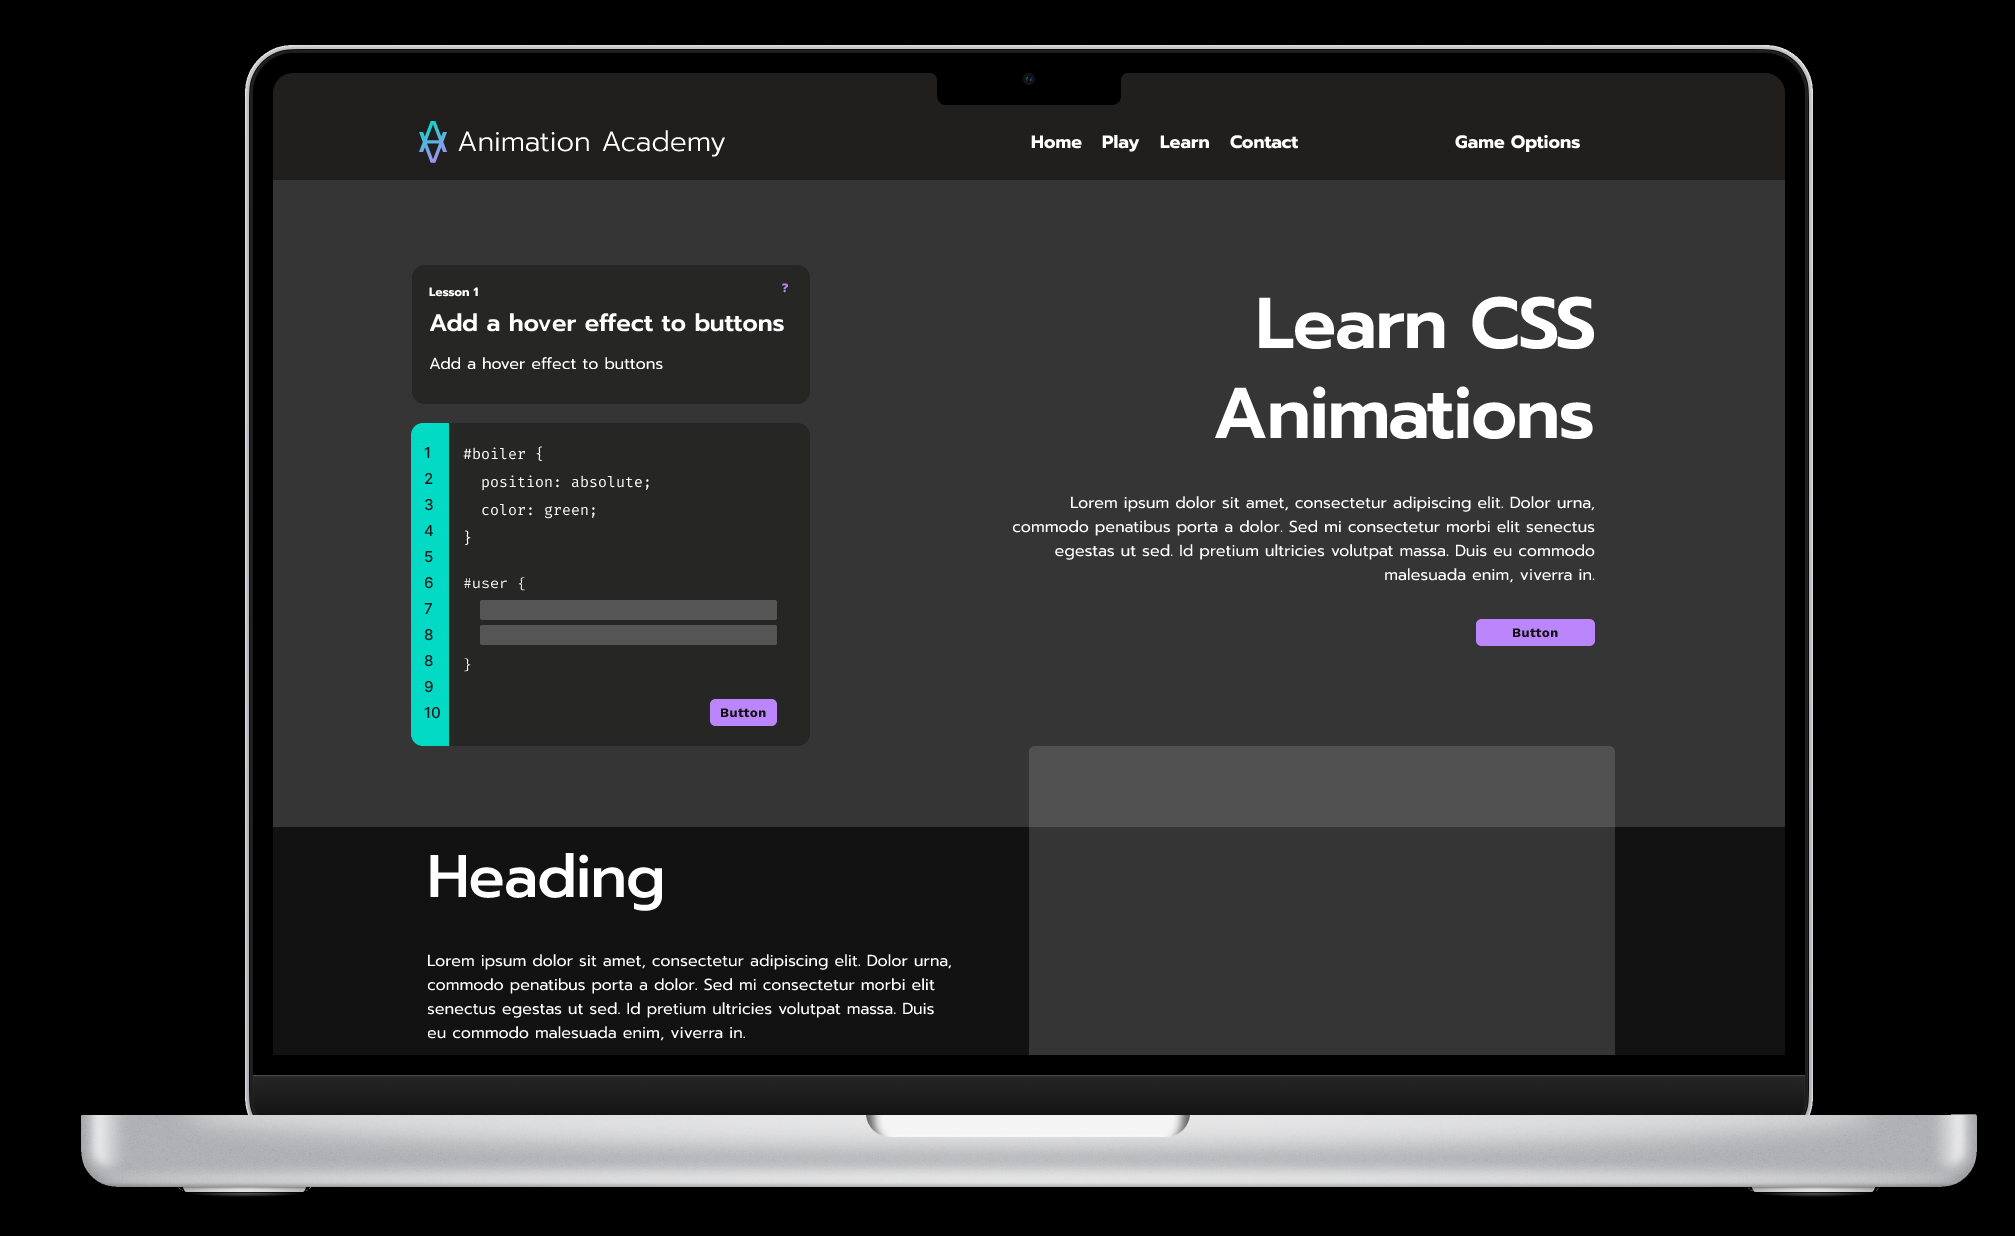 Animation Academy
Home Play Learn Contact
Game Options
Lesson 1
?
Add a hover effect to buttons
Add a hover effect to buttons
1
2
3
4
5
6
7
8
8
9
10
#boiler {
position: absolute;
color: green;
}
#user {
}
Button
Learn CSS
Animations
Lorem ipsum dolor sit amet, consectetur adipiscing elit. Dolor urna,
commodo penatibus porta a dolor. Sed mi consectetur morbi elit senectus
egestas ut sed. Id pretium ultricies volutpat massa. Duis eu commodo
malesuada enim, viverra in.
Button
Heading
Lorem ipsum dolor sit amet, consectetur adipiscing elit. Dolor urna,
commodo penatibus porta a dolor. Sed mi consectetur morbi elit
senectus egestas ut sed. Id pretium ultricies volutpat massa. Duis
eu commodo malesuada enim, viverra in.